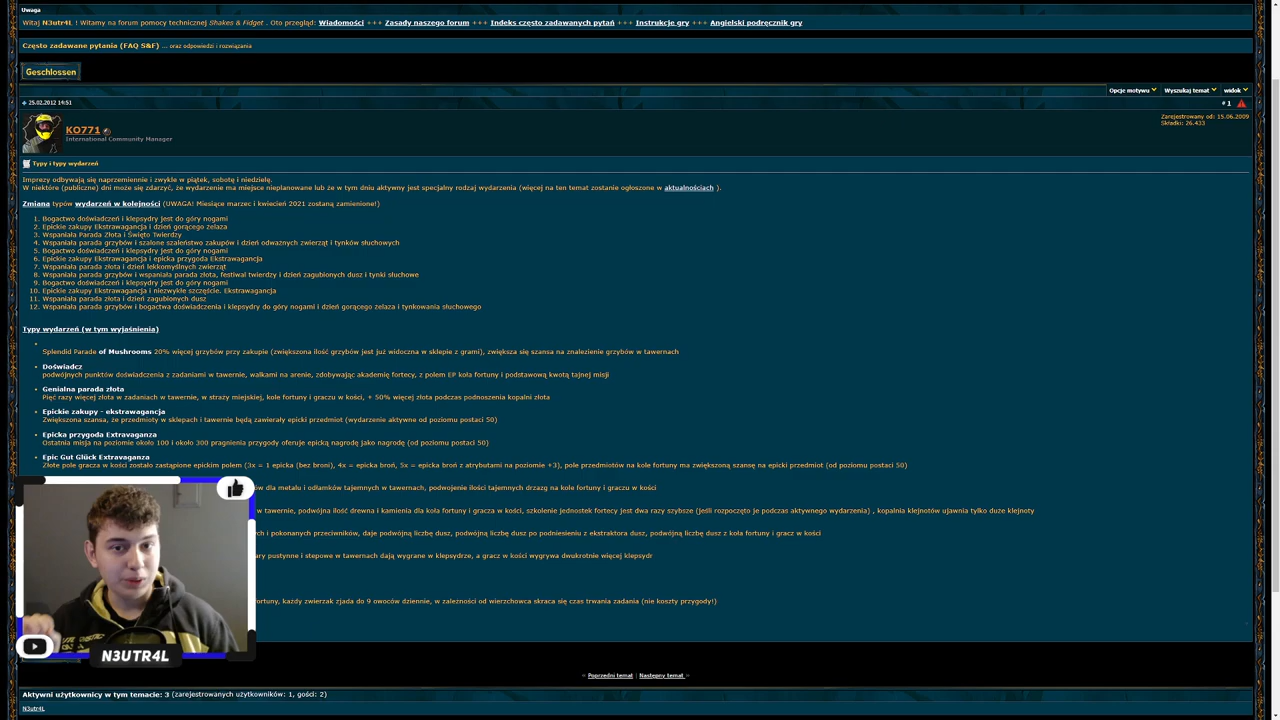 Uwaga
Witaj N3utr4L ! Witamy na forum pomocy technicznej Shakes & Fidget . Oto przegląd: Wiadomości +++ Zasady naszego forum +++ Indeks często zadawanych pytań +++ Instrukcje gry +++ Angielski podręcznik gry
Często zadawane pytania (FAQ S&F) ... oraz odpowiedzi i rozwiązania
Geschlossen
Opcje motywu Wyszukaj temat widok
25.02.2012 14:51 # 1
KO771 Zarejestrowany od: 15.06.2009
International Community Manager Składki: 26.433
Typy i typy wydarzeń
Imprezy odbywają się naprzemiennie i zwykle w piątek, sobotę i niedzielę.
W niektóre (publiczne) dni może się zdarzyć, że wydarzenie ma miejsce nieplanowane lub że w tym dniu aktywny jest specjalny rodzaj wydarzenia (więcej na ten temat zostanie ogłoszone w aktualnościach ).
Zmiana typów wydarzeń w kolejności (UWAGA! Miesiące marzec i kwiecień 2021 zostaną zamienione!)
1. Bogactwo doświadczeń i klepsydry jest do góry nogami
2. Epickie zakupy Ekstrawagancja i dzień gorącego żelaza
3. Wspaniała Parada Złota i Święto Twierdzy
4. Wspaniała parada grzybów i szalone szaleństwo zakupów i dzień odważnych zwierząt i tynków słuchowych
5. Bogactwo doświadczeń i klepsydry jest do góry nogami
6. Epickie zakupy Ekstrawagancja i epicka przygoda Ekstrawagancja
7. Wspaniała parada złota i dzień lekkomyślnych zwierząt
8. Wspaniała parada grzybów i wspaniała parada złota, festiwal twierdzy i dzień zagubionych dusz i tynki słuchowe
9. Bogactwo doświadczeń i klepsydry jest do góry nogami
10. Epickie zakupy Ekstrawagancja i niezwykłe szczęście. Ekstrawagancja
11. Wspaniała parada złota i dzień zagubionych dusz
12. Wspaniała parada grzybów i bogactwa doświadczenia i klepsydry do góry nogami i dzień gorącego żelaza i tynkowania słuchowego
Typy wydarzeń (w tym wyjaśnienia)
Splendid Parade of Mushrooms 20% więcej grzybów przy zakupie (zwiększona ilość grzybów jest już widoczna w sklepie z grami), zwiększa się szansa na znalezienie grzybów w tawernach
Doświadcz
podwójnych punktów doświadczenia z zadaniami w tawernie, walkami na arenie, zdobywając akademię fortecy, z polem EP koła fortuny i podstawową kwotą tajnej misji
Genialna parada złota
Pięć razy więcej złota w zadaniach w tawernie, w straży miejskiej, kole fortuny i graczu w kości, + 50% więcej złota podczas podnoszenia kopalni złota
Epickie zakupy - ekstrawagancja
Zwiększona szansa, że przedmioty w sklepach i tawernie będą zawierały epicki przedmiot (wydarzenie aktywne od poziomu postaci 50)
Epicka przygoda Extravaganza
Ostatnia misja na poziomie około 100 i około 300 pragnienia przygody oferuje epicką nagrodę jako nagrodę (od poziomu postaci 50)
Epic Gut Glück Extravaganza
Złote pole gracza w kości zostało zastąpione epickim polem (3x = 1 epicka (bez broni), 4x = epicka broń, 5x = epicka broń z atrybutami na poziomie +3), pole przedmiotów na kole fortuny ma zwiększoną szansę na epicki przedmiot (od poziomu postaci 50)
dla metalu i odłamków tajemnych w tawernach, podwojenie ilości tajemnych drzazg na kole fortuny i graczu w kości
w tawernie, podwójna ilość drewna i kamienia dla koła fortuny i gracza w kości, szkolenie jednostek fortecy jest dwa razy szybsze (jeśli rozpoczęto je podczas aktywnego wydarzenia) , kopalnia klejnotów ujawnia tylko duże klejnoty
i pokonanych przeciwników, daje podwójną liczbę dusz, podwójną liczbę dusz po podniesieniu z ekstraktora dusz, podwójną liczbę dusz z koła fortuny i gracz w kości
pustynne i stepowe w tawernach dają wygrane w klepsydrze, a gracz w kości wygrywa dwukrotnie więcej klepsydr
każdy zwierzak zjada do 9 owoców dziennie, w zależności od wierzchowca skraca się czas trwania zadania (nie koszty przygody!)
N3UTR4L
« Poprzedni temat | Następny temat »
Aktywni użytkownicy w tym temacie: 3 (zarejestrowanych użytkowników: 1, gości: 2)
N3utr4L